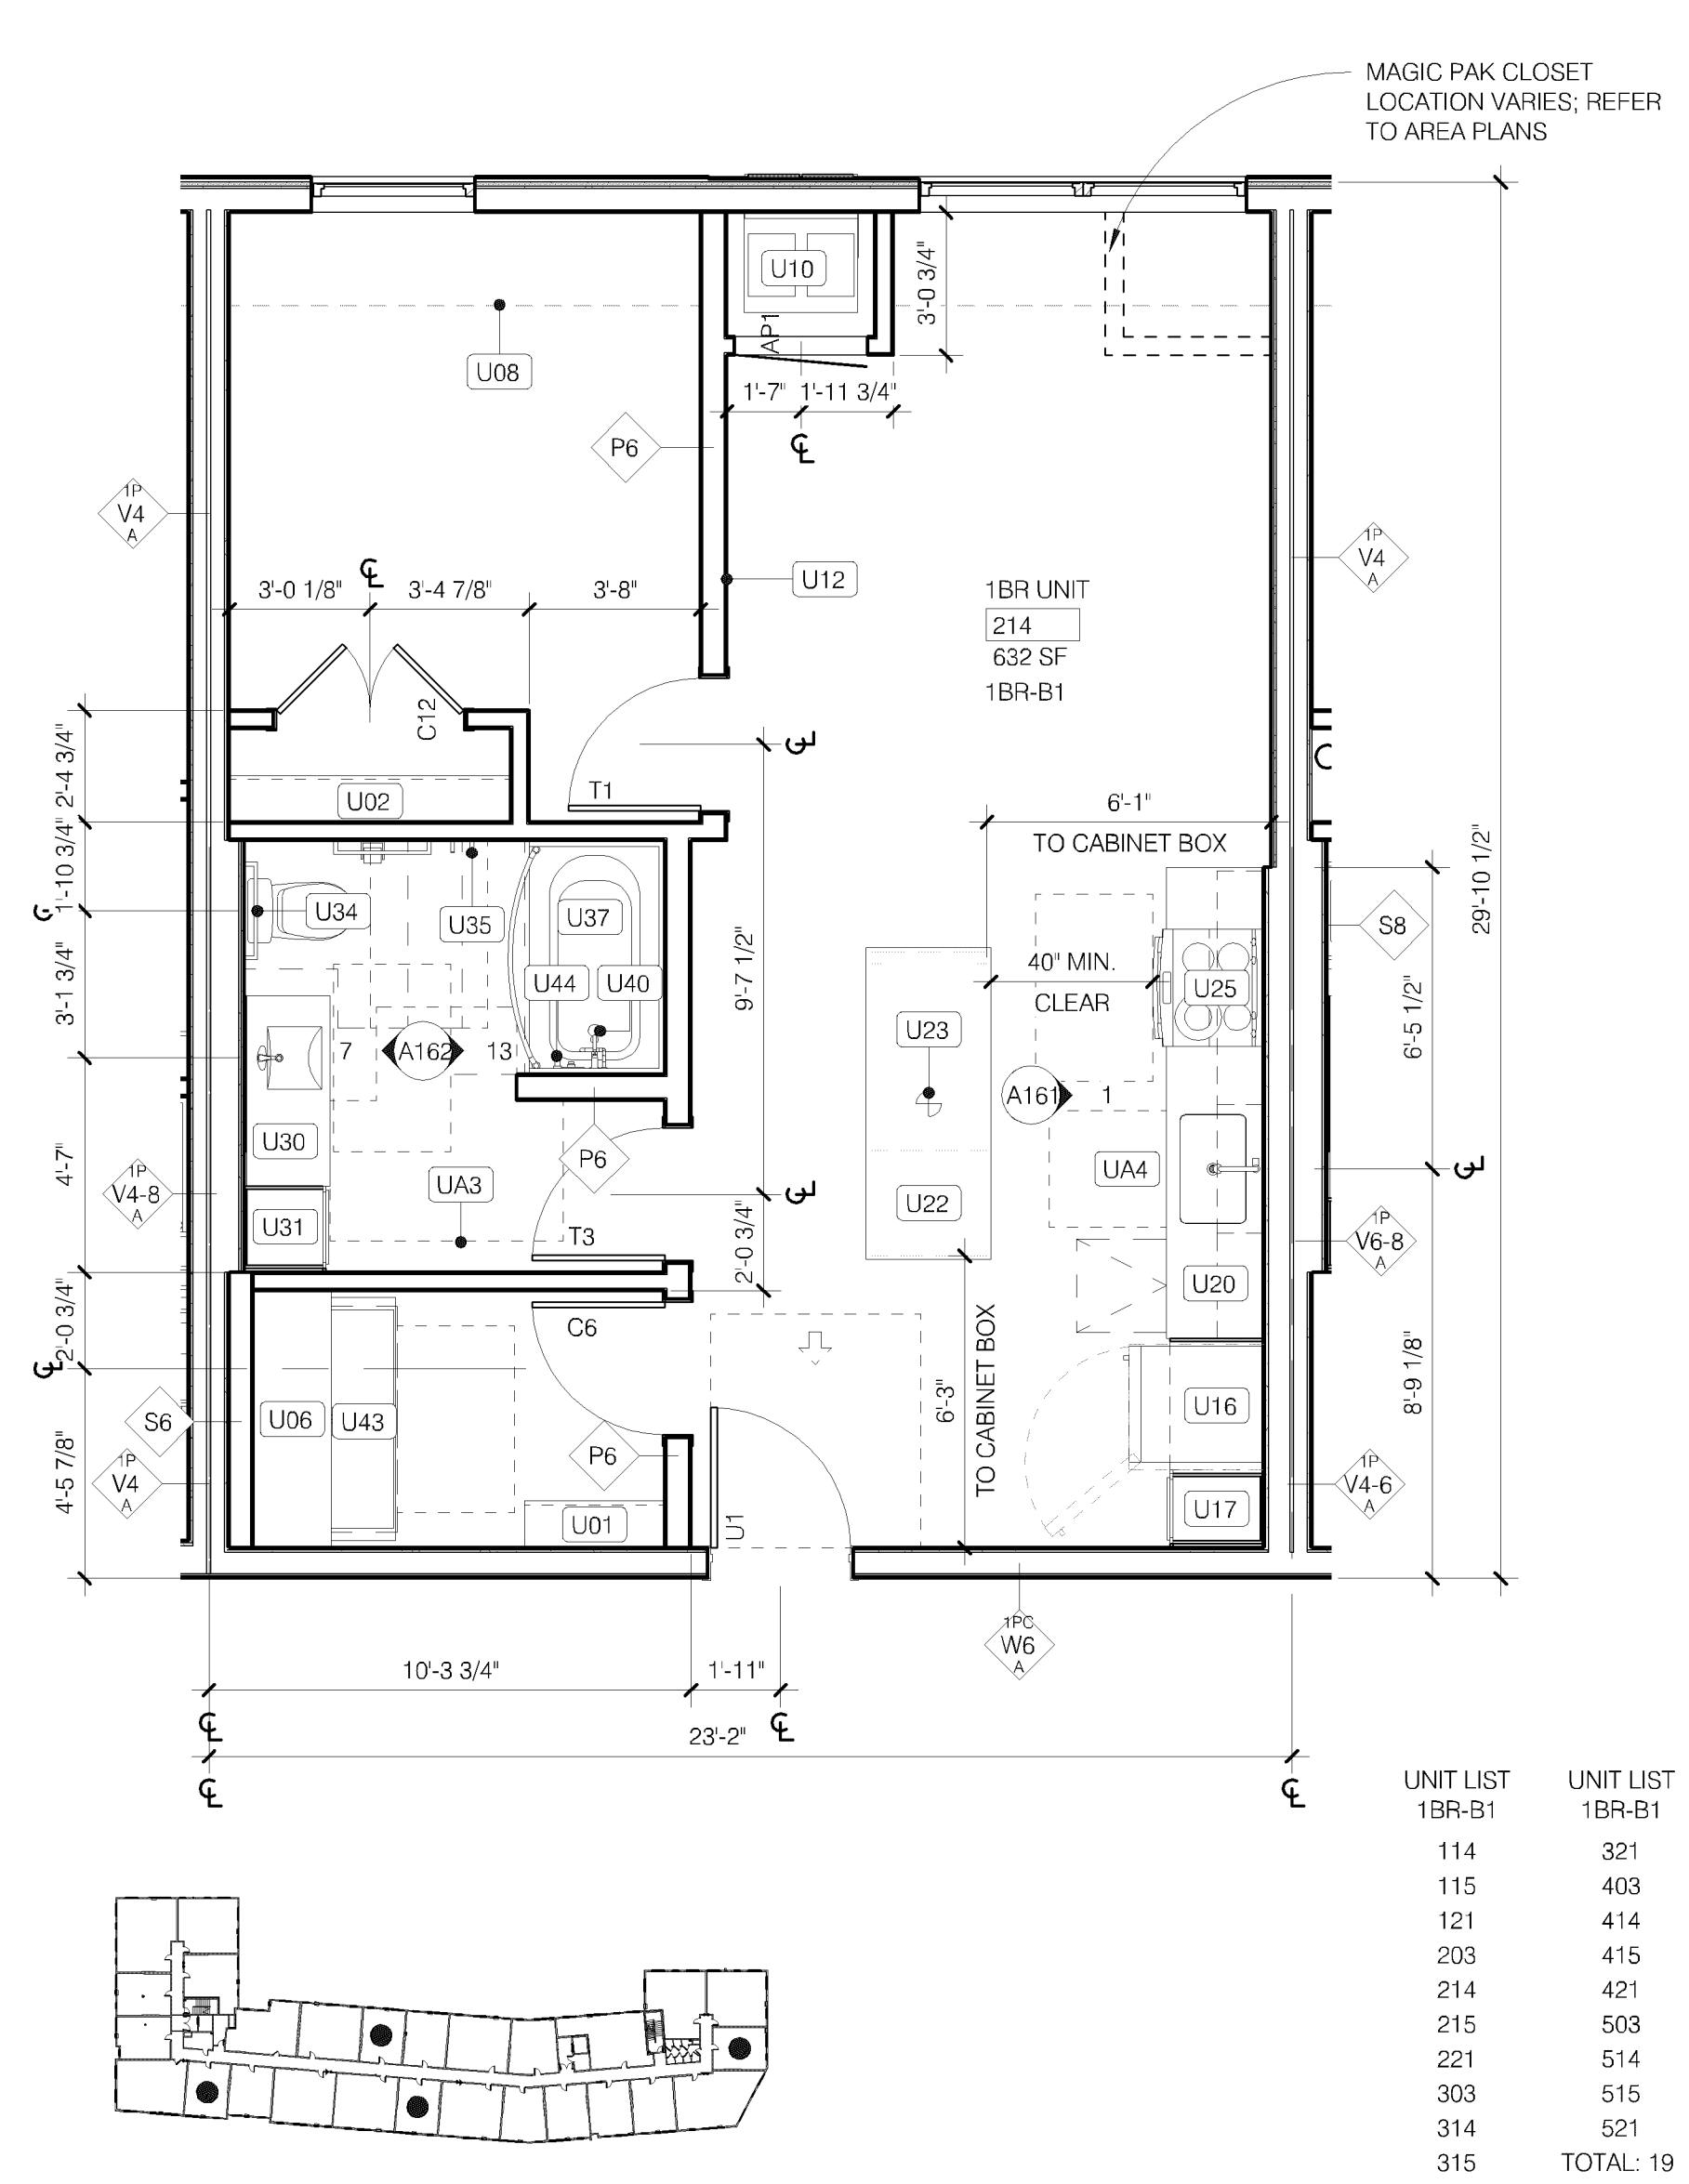 MAGIC PAK CLOSET
LOCATION VARIES; REFER
TO AREA PLANS
U10
AP1
3'-0 3/4"
U08
1'-7"
1'-11 3/4"
P6
1P
V4
A
1P
V4
A
U12
1BR UNIT
214
632 SF
1BR-B1
3'-0 1/8"
3'-4 7/8"
3'-8"
C12
2'-4 3/4"
U02
T1
6'-1"
TO CABINET BOX
1'-10 3/4"
29'-10 1/2"
U34
U35
U37
S8
3'-1 3/4"
U44
U40
9'-7 1/2"
40" MIN.
CLEAR
U25
6'-5 1/2"
U23
7
A162
13
A161
1
U30
4'-7"
P6
UA3
UA4
1P
V4-8
A
U22
U31
T3
2'-0 3/4"
1P
V6-8
A
U20
2'-0 3/4"
C6
TO CABINET BOX
6'-3"
8'-9 1/8"
S6
U06
U43
U16
P6
4'-5 7/8"
1P
V4
A
1P
V4-6
A
U01
U1
U17
1PC
W6
A
10'-3 3/4"
1'-11"
23'-2"
UNIT LIST
1BR-B1
114
115
121
203
214
215
221
303
314
315
UNIT LIST
1BR-B1
321
403
414
415
421
503
514
515
521
TOTAL: 19